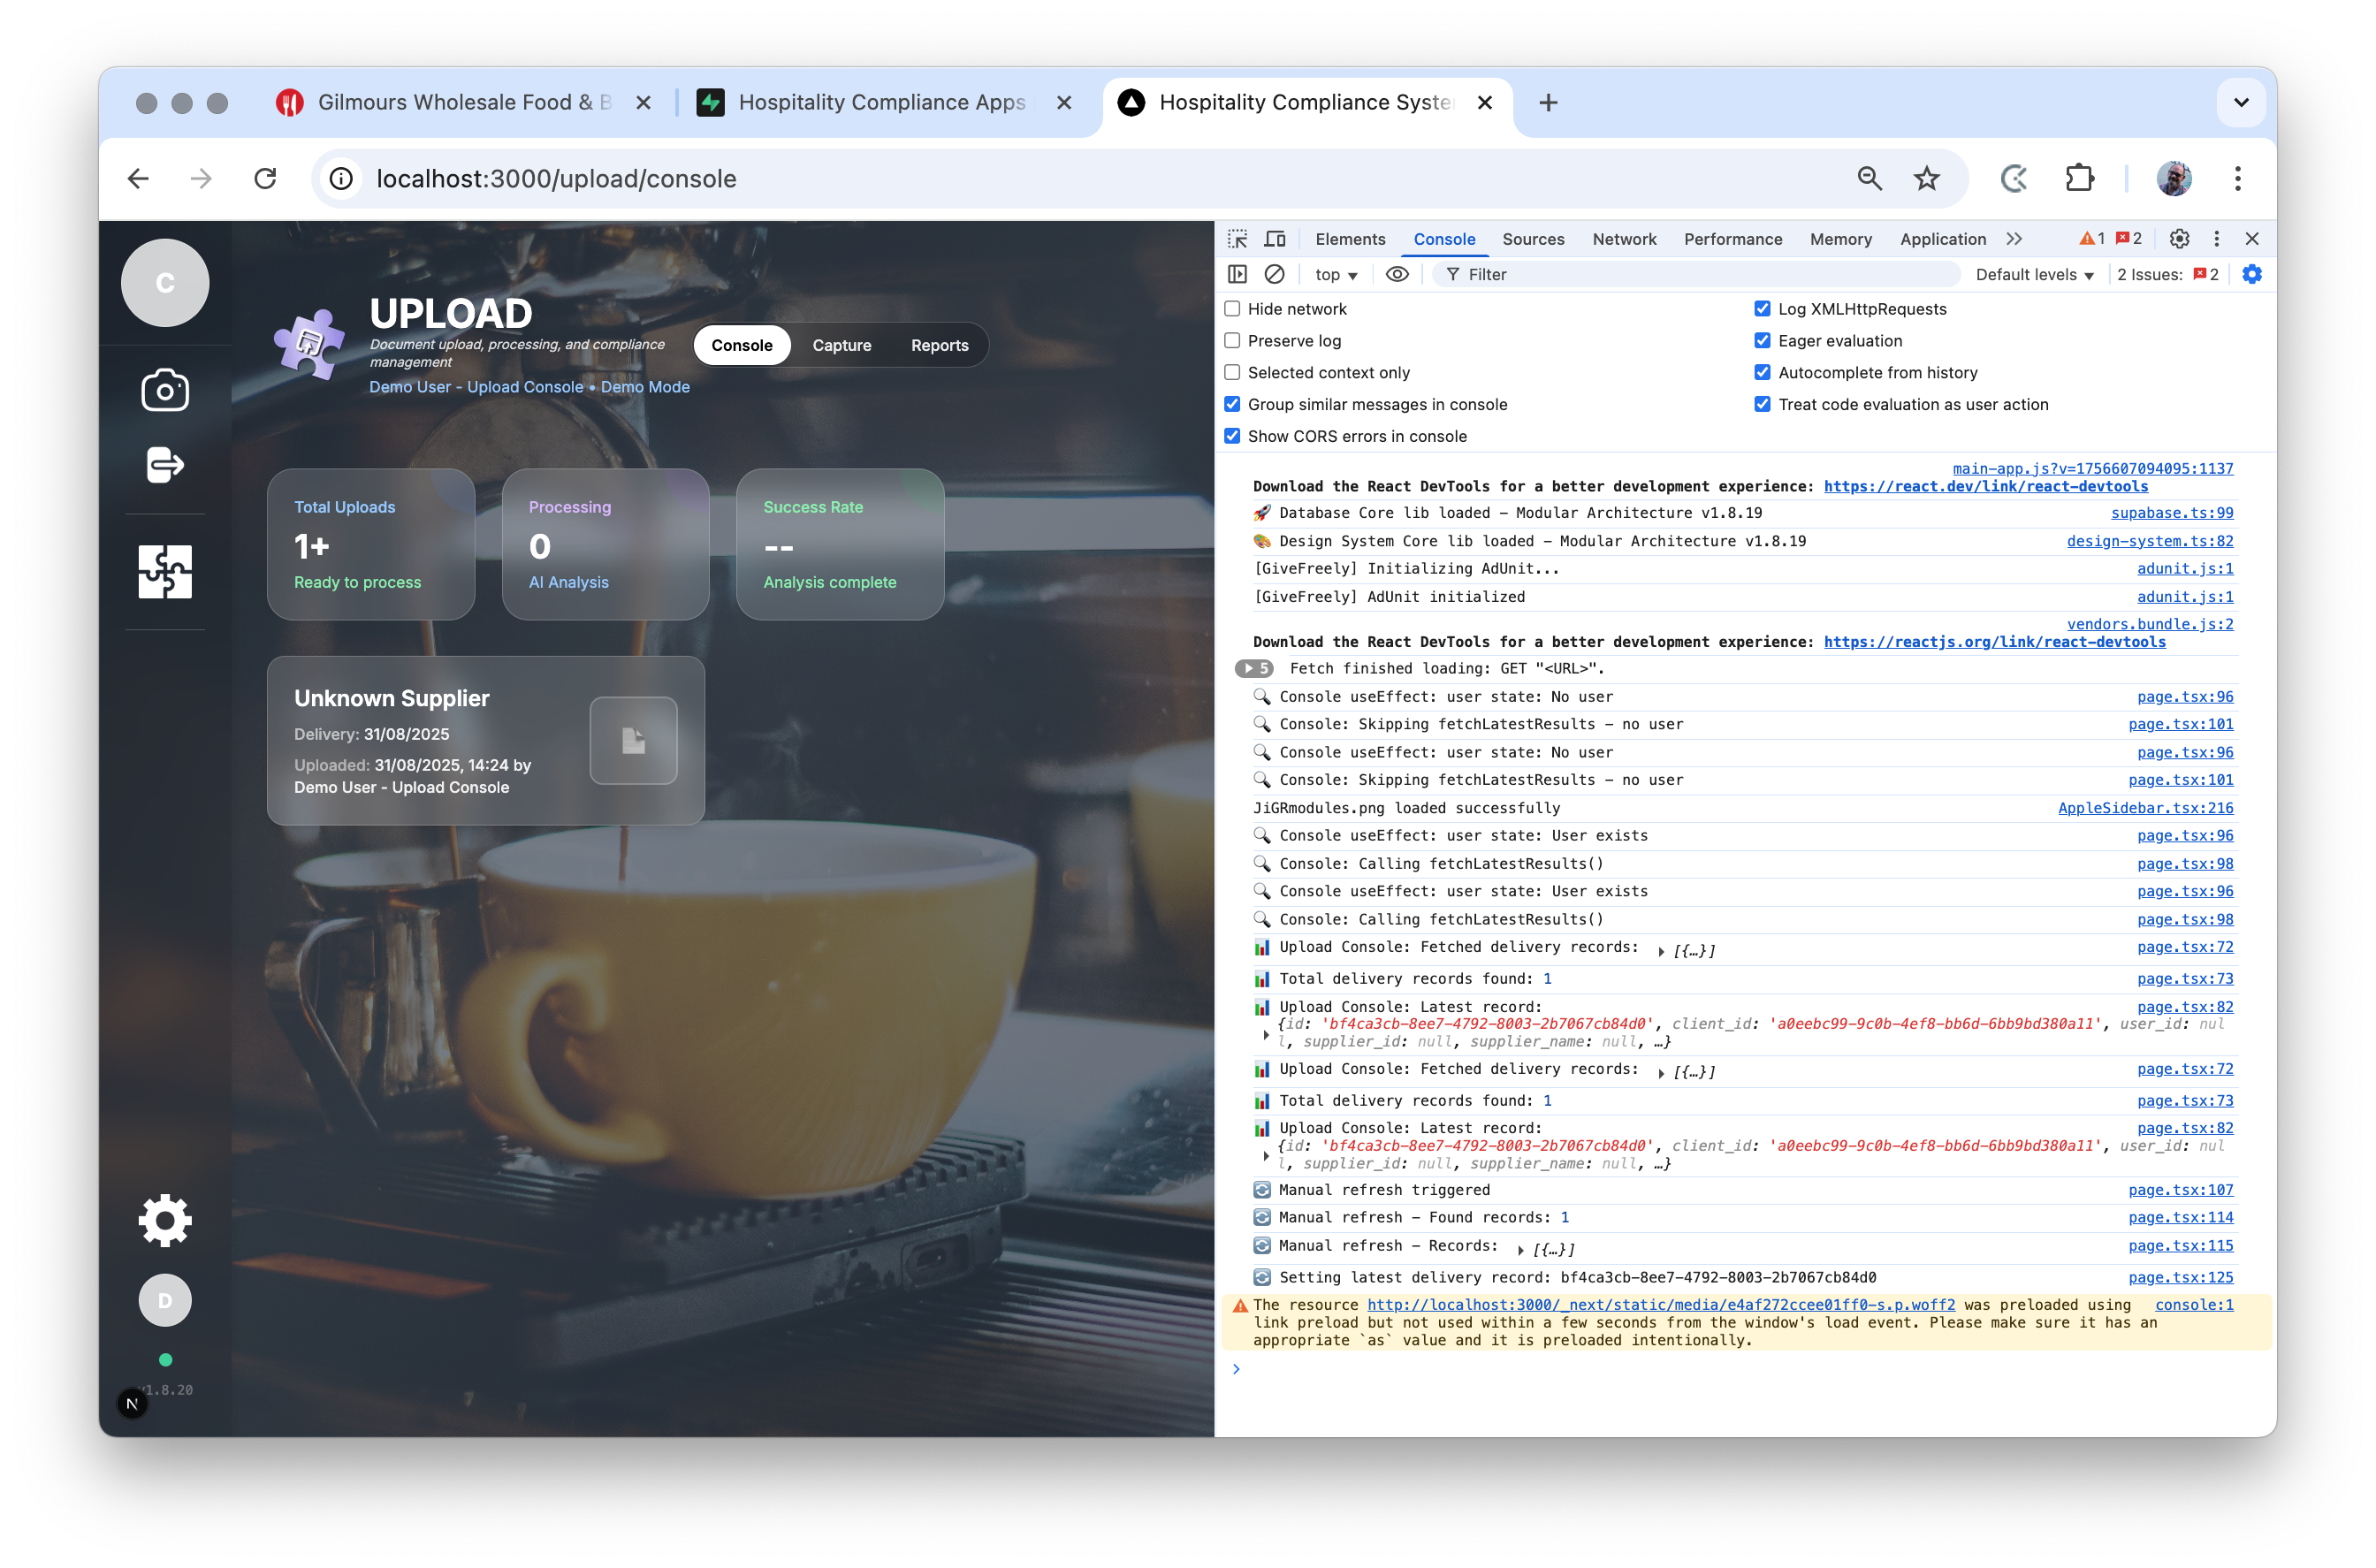 Gilmours Wholesale Food & B
Hospitality Compliance Apps
Hospitality Compliance Syste
localhost:3000/upload/console
C
UPLOAD
Document upload, processing, and compliance
management
Demo User - Upload Console • Demo Mode
Console
Capture
Reports
Total Uploads
1+
Ready to process
Processing
0
AI Analysis
Success Rate
--
Analysis complete
Unknown Supplier
Delivery: 31/08/2025
Uploaded: 31/08/2025, 14:24 by
Demo User - Upload Console
D
v1.8.20
N
Elements Console Sources Network Performance Memory Application 1 2
top Filter Default levels 2 Issues: 2
Hide network Log XMLHttpRequests
Preserve log Eager evaluation
Selected context only Autocomplete from history
Group similar messages in console Treat code evaluation as user action
Show CORS errors in console
main-app.js?v=1756607094095:1137
Download the React DevTools for a better development experience: https://react.dev/link/react-devtools
🚀 Database Core lib loaded – Modular Architecture v1.8.19 supabase.ts:99
🎨 Design System Core lib loaded – Modular Architecture v1.8.19 design-system.ts:82
[GiveFreely] Initializing AdUnit... adunit.js:1
[GiveFreely] AdUnit initialized adunit.js:1
vendors.bundle.js:2
Download the React DevTools for a better development experience: https://reactjs.org/link/react-devtools
5 Fetch finished loading: GET "<URL>".
🔍 Console useEffect: user state: No user page.tsx:96
🔍 Console: Skipping fetchLatestResults – no user page.tsx:101
🔍 Console useEffect: user state: No user page.tsx:96
🔍 Console: Skipping fetchLatestResults – no user page.tsx:101
JiGRmodules.png loaded successfully AppleSidebar.tsx:216
🔍 Console useEffect: user state: User exists page.tsx:96
🔍 Console: Calling fetchLatestResults() page.tsx:98
🔍 Console useEffect: user state: User exists page.tsx:96
🔍 Console: Calling fetchLatestResults() page.tsx:98
📊 Upload Console: Fetched delivery records: ▶ [{…}] page.tsx:72
📊 Total delivery records found: 1 page.tsx:73
📊 Upload Console: Latest record: page.tsx:82
{id: 'bf4ca3cb-8ee7-4792-8003-2b7067cb84d0', client_id: 'a0eebc99-9c0b-4ef8-bb6d-6bb9bd380a11', user_id: nul
l, supplier_id: null, supplier_name: null, …}
📊 Upload Console: Fetched delivery records: ▶ [{…}] page.tsx:72
📊 Total delivery records found: 1 page.tsx:73
📊 Upload Console: Latest record: page.tsx:82
{id: 'bf4ca3cb-8ee7-4792-8003-2b7067cb84d0', client_id: 'a0eebc99-9c0b-4ef8-bb6d-6bb9bd380a11', user_id: nul
l, supplier_id: null, supplier_name: null, …}
🔄 Manual refresh triggered page.tsx:107
🔄 Manual refresh – Found records: 1 page.tsx:114
🔄 Manual refresh – Records: ▶ [{…}] page.tsx:115
🔄 Setting latest delivery record: bf4ca3cb-8ee7-4792-8003-2b7067cb84d0 page.tsx:125
The resource http://localhost:3000/_next/static/media/e4af272ccee01ff0-s.p.woff2 was preloaded using console:1
link preload but not used within a few seconds from the window's load event. Please make sure it has an
appropriate `as` value and it is preloaded intentionally.